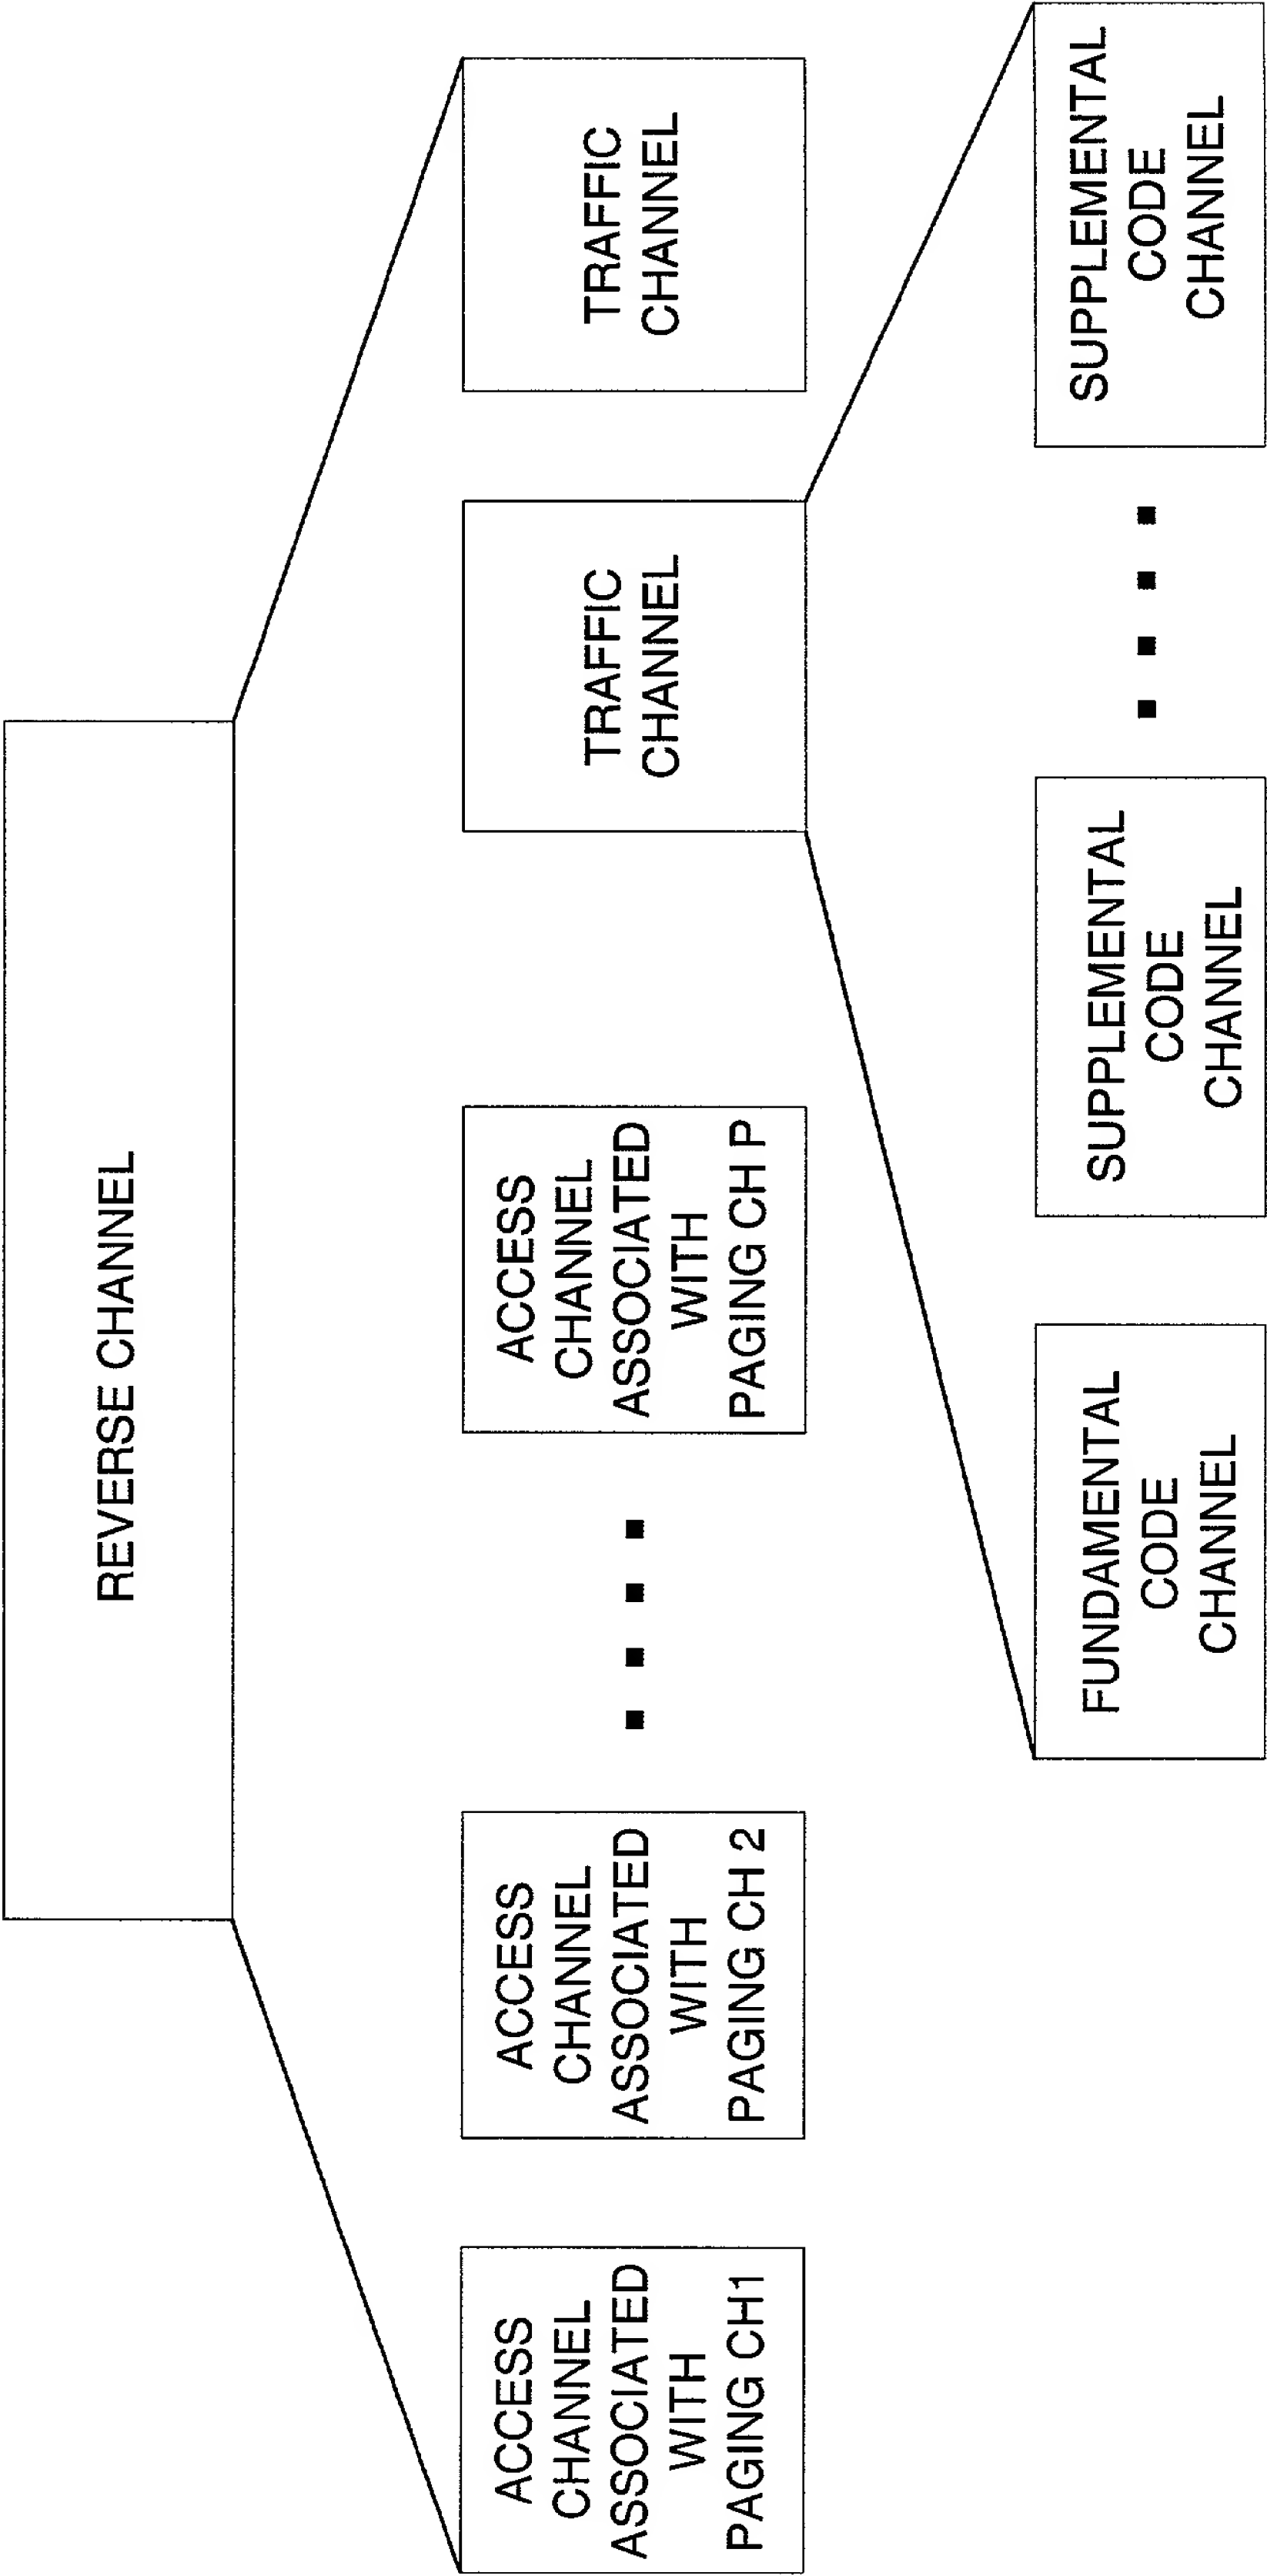 REVERSE CHANNEL
ACCESS
CHANNEL
ASSOCIATED
WITH
PAGING CH1
ACCESS
CHANNEL
ASSOCIATED
WITH
PAGING CH 2
ACCESS
CHANNEL
ASSOCIATED
WITH
PAGING CH P
TRAFFIC
CHANNEL
TRAFFIC
CHANNEL
FUNDAMENTAL
CODE
CHANNEL
SUPPLEMENTAL
CODE
CHANNEL
SUPPLEMENTAL
CODE
CHANNEL